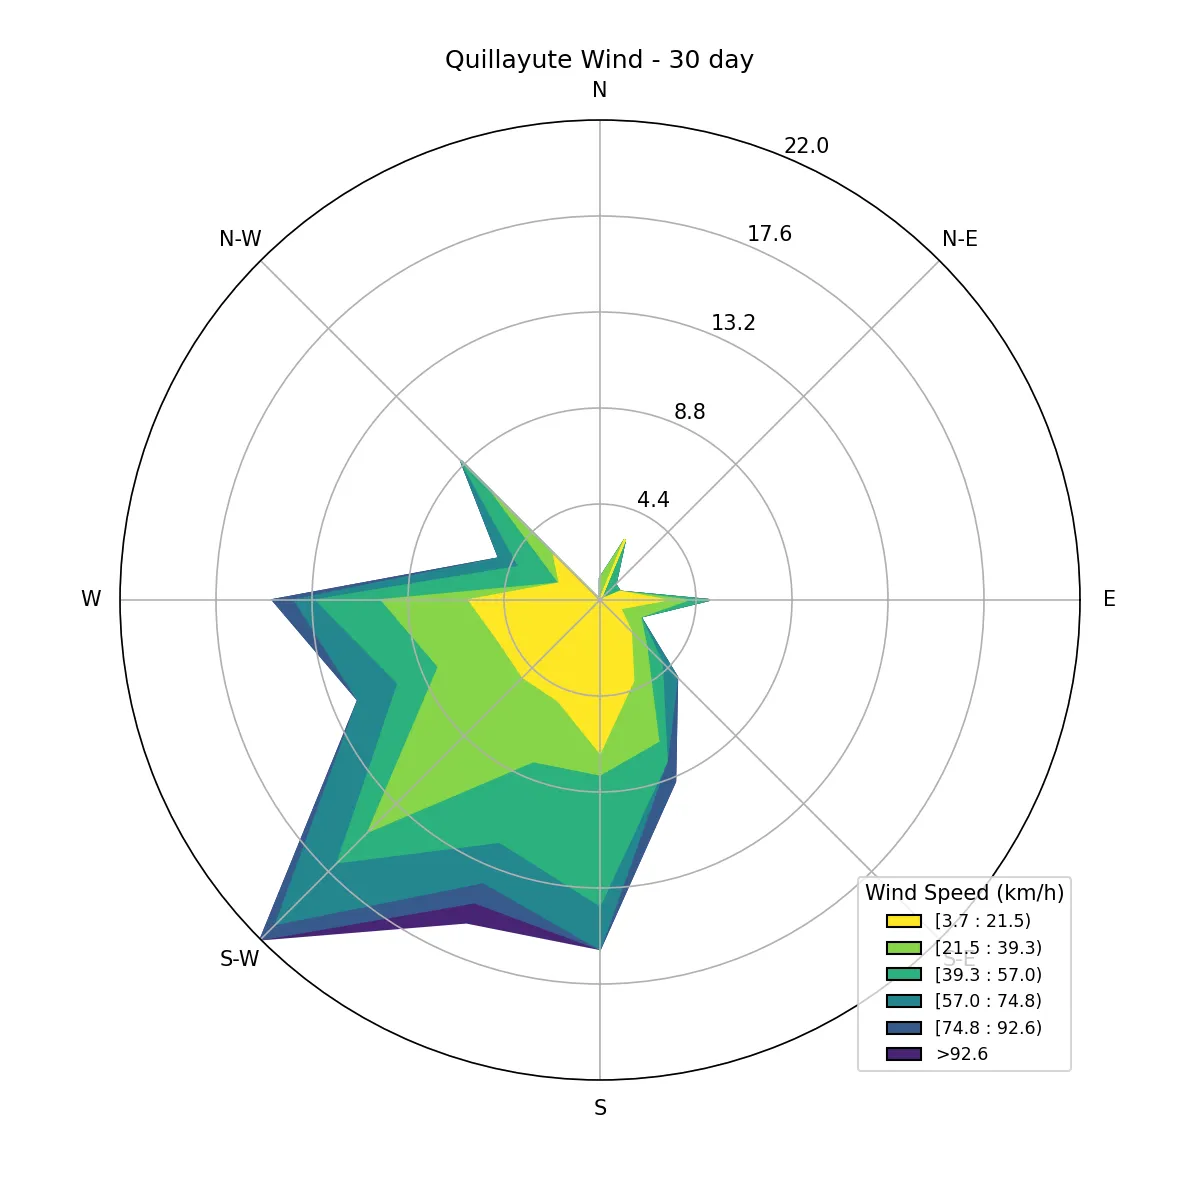 Quillayute Wind - 30 day
N
22.0
N-W
17.6
N-E
13.2
8.8
4.4
W
E
Wind Speed (km/h)
[3.7 : 21.5)
[21.5 : 39.3)
S-W
S-E
[39.3 : 57.0)
[57.0 : 74.8)
[74.8 : 92.6)
>92.6
S